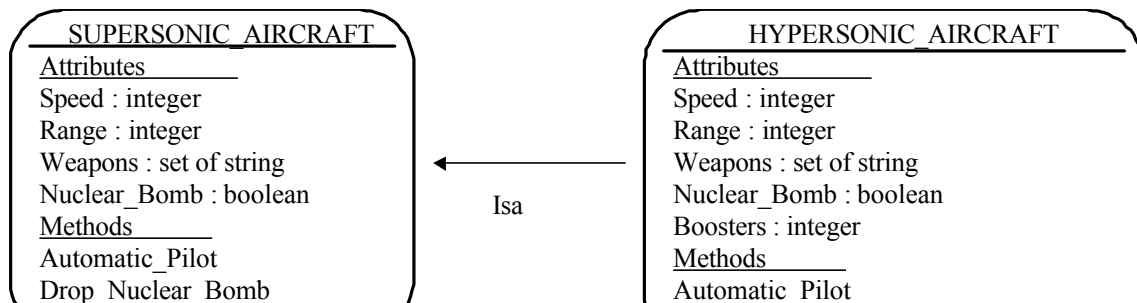 SUPERSONIC_AIRCRAFT
Attributes
Speed : integer
Range : integer
Weapons : set of string
Nuclear_Bomb : boolean
Methods
Automatic_Pilot
Drop_Nuclear_Bomb
Isa
HYPERSONIC_AIRCRAFT
Attributes
Speed : integer
Range : integer
Weapons : set of string
Nuclear_Bomb : boolean
Boosters : integer
Methods
Automatic_Pilot